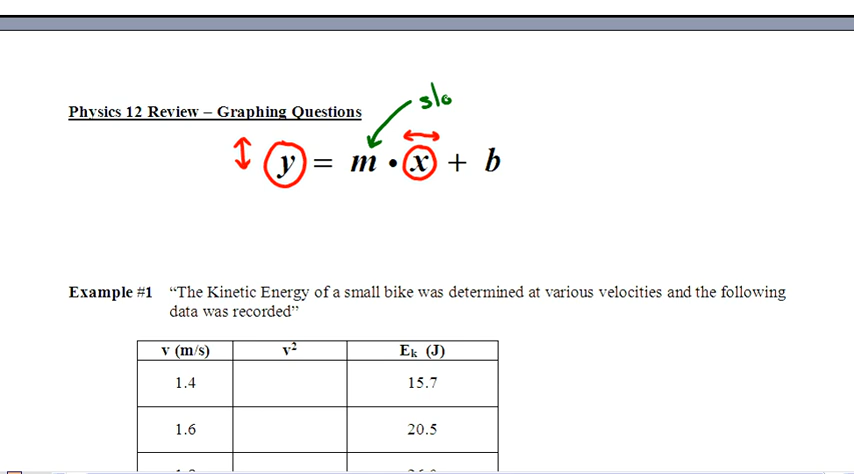 Physics 12 Review – Graphing Questions
slo
y = m • x + b
Example #1 "The Kinetic Energy of a small bike was determined at various velocities and the following
data was recorded"
v (m/s) v² Eₖ (J)
1.4 15.7
1.6 20.5